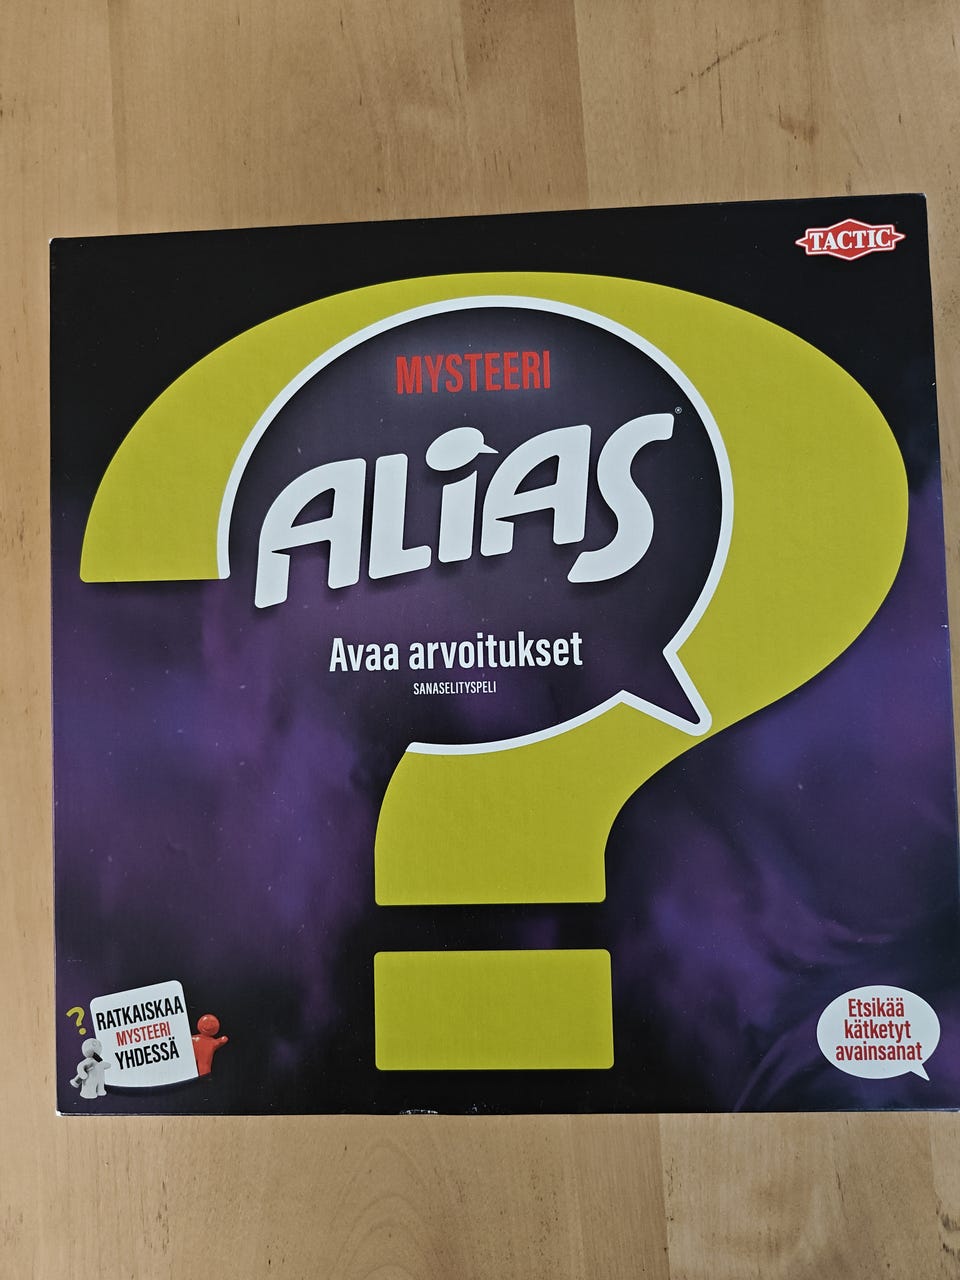 TACTIC
MYSTEERI
ALiAS®
Avaa arvoitukset
SANASELITYSPELI
?
RATKAISKAA
MYSTEERI
YHDESSÄ
Etsikää
kätketyt
avainsanat